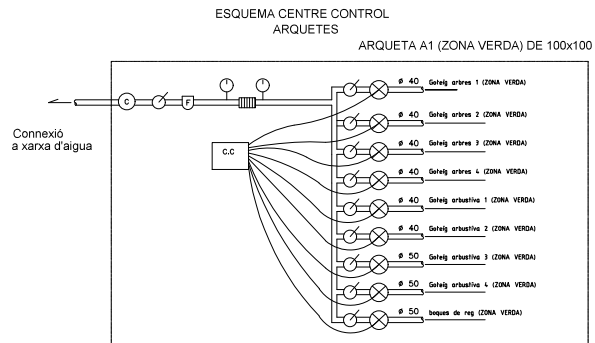 ESQUEMA CENTRE CONTROL
ARQUETES
ARQUETA A1 (ZONA VERDA) DE 100x100
Connexió
a xarxa d'aigua
C
F
C.C
ø 40 Goteig arbres 1 (ZONA VERDA)
ø 40 Goteig arbres 2 (ZONA VERDA)
ø 40 Goteig arbres 3 (ZONA VERDA)
ø 40 Goteig arbres 4 (ZONA VERDA)
ø 40 Goteig arbustiva 1 (ZONA VERDA)
ø 40 Goteig arbustiva 2 (ZONA VERDA)
ø 50 Goteig arbustiva 3 (ZONA VERDA)
ø 50 Goteig arbustiva 4 (ZONA VERDA)
ø 50 boques de reg (ZONA VERDA)